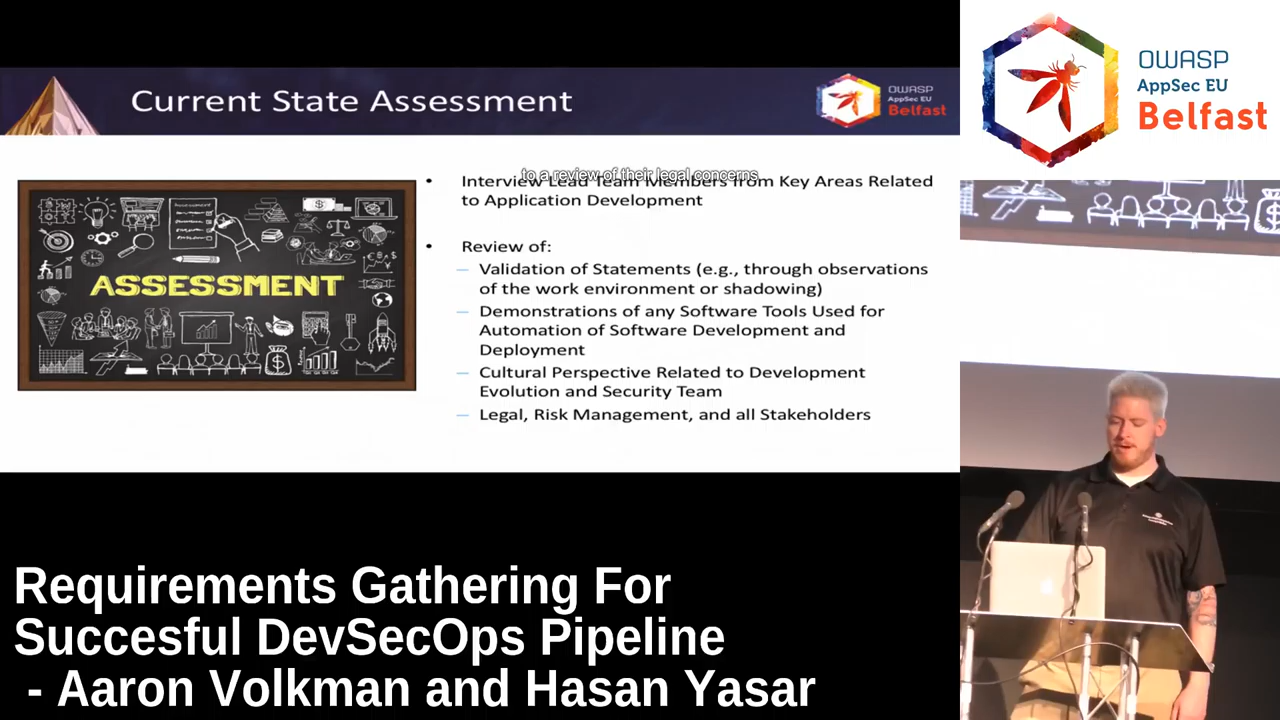 Current State Assessment
OWASP
AppSec EU
Belfast
OWASP
AppSec EU
Belfast
to a review of their legal concerns
ASSESSMENT
• Interview Lead Team Members from Key Areas Related
to Application Development
• Review of:
– Validation of Statements (e.g., through observations
of the work environment or shadowing)
– Demonstrations of any Software Tools Used for
Automation of Software Development and
Deployment
– Cultural Perspective Related to Development
Evolution and Security Team
– Legal, Risk Management, and all Stakeholders
Requirements Gathering For
Succesful DevSecOps Pipeline
- Aaron Volkman and Hasan Yasar